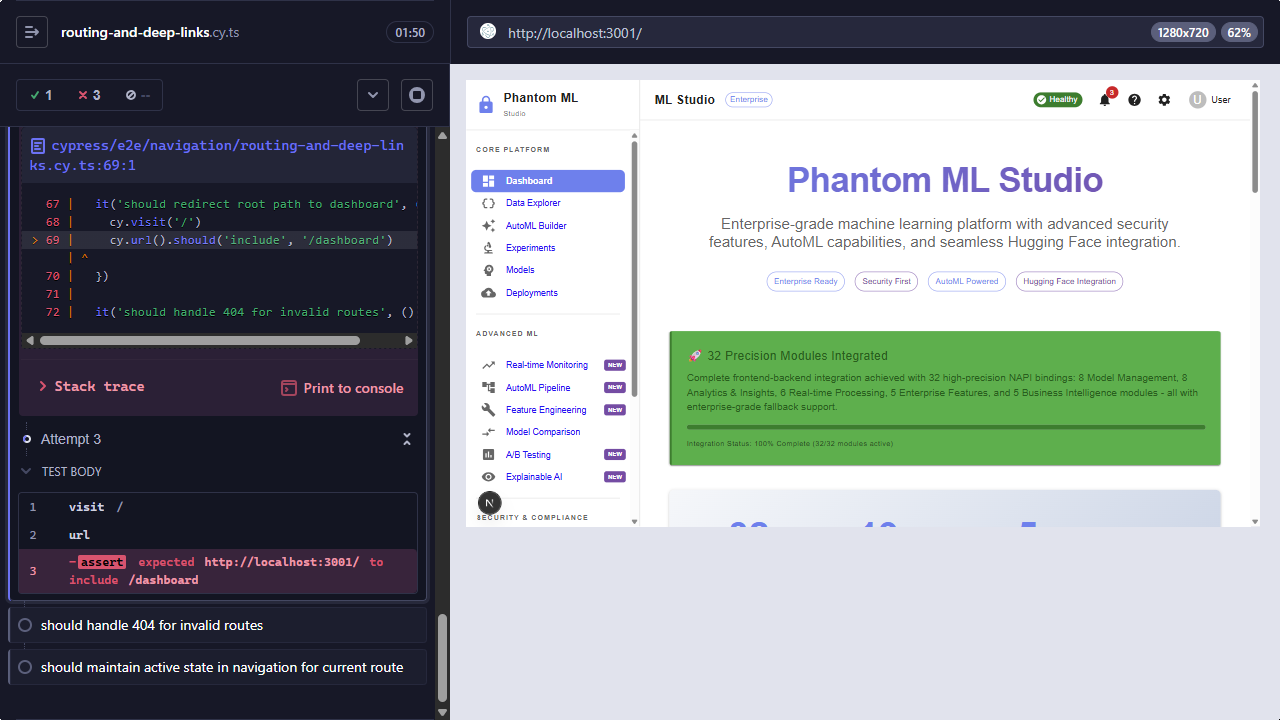 routing-and-deep-links.cy.ts
01:50
1
3
--
cypress/e2e/navigation/routing-and-deep-lin
ks.cy.ts:69:1
67 | it('should redirect root path to dashboard',
68 | cy.visit('/')
> 69 | cy.url().should('include', '/dashboard')
| ^
70 | })
71 |
72 | it('should handle 404 for invalid routes', ()
Stack trace
Print to console
Attempt 3
TEST BODY
1 visit /
2 url
3 -assert expected http://localhost:3001/ to
include /dashboard
should handle 404 for invalid routes
should maintain active state in navigation for current route
http://localhost:3001/
1280x720
62%
Phantom ML
Studio
ML Studio
Enterprise
Healthy
3
U
User
CORE PLATFORM
Dashboard
Data Explorer
AutoML Builder
Experiments
Models
Deployments
ADVANCED ML
Real-time Monitoring NEW
AutoML Pipeline NEW
Feature Engineering NEW
Model Comparison
A/B Testing NEW
Explainable AI NEW
N
SECURITY & COMPLIANCE
Phantom ML Studio
Enterprise-grade machine learning platform with advanced security
features, AutoML capabilities, and seamless Hugging Face integration.
Enterprise Ready
Security First
AutoML Powered
Hugging Face Integration
🚀 32 Precision Modules Integrated
Complete frontend-backend integration achieved with 32 high-precision NAPI bindings: 8 Model Management, 8
Analytics & Insights, 6 Real-time Processing, 5 Enterprise Features, and 5 Business Intelligence modules - all with
enterprise-grade fallback support.
Integration Status: 100% Complete (32/32 modules active)